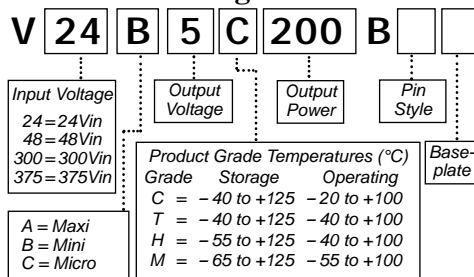 V 24 B 5 C 200 B
Input Voltage
24 = 24Vin
48 = 48Vin
300 = 300Vin
375 = 375Vin
Output
Voltage
Output
Power
Pin
Style
Base-
plate
Product Grade Temperatures (°C)
Grade Storage Operating
C = – 40 to +125 – 20 to +100
T = – 40 to +125 – 40 to +100
H = – 55 to +125 – 40 to +100
M = – 65 to +125 – 55 to +100
A = Maxi
B = Mini
C = Micro